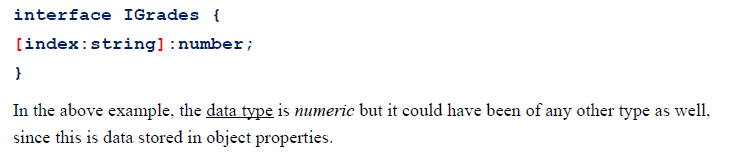 interface IGrades {
[index:string]:number;
}
In the above example, the data type is numeric but it could have been of any other type as well,
since this is data stored in object properties.